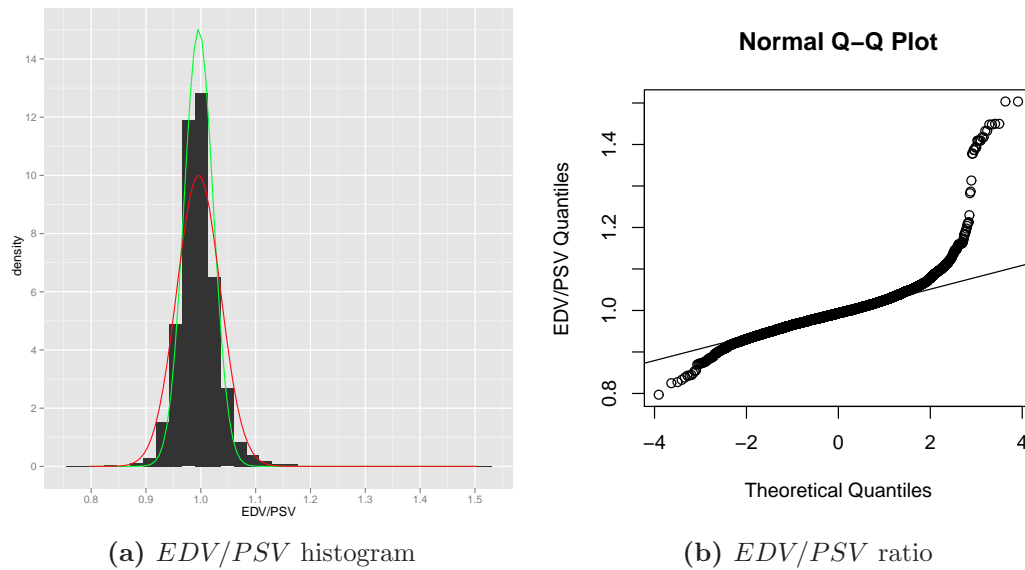 density
14
12
10
8
6
4
2
0
0.8 0.9 1.0 1.1 1.2 1.3 1.4 1.5
EDV/PSV
(a) EDV/PSV histogram
Normal Q−Q Plot
EDV/PSV Quantiles
1.4
1.2
1.0
0.8
−4 −2 0 2 4
Theoretical Quantiles
(b) EDV/PSV ratio